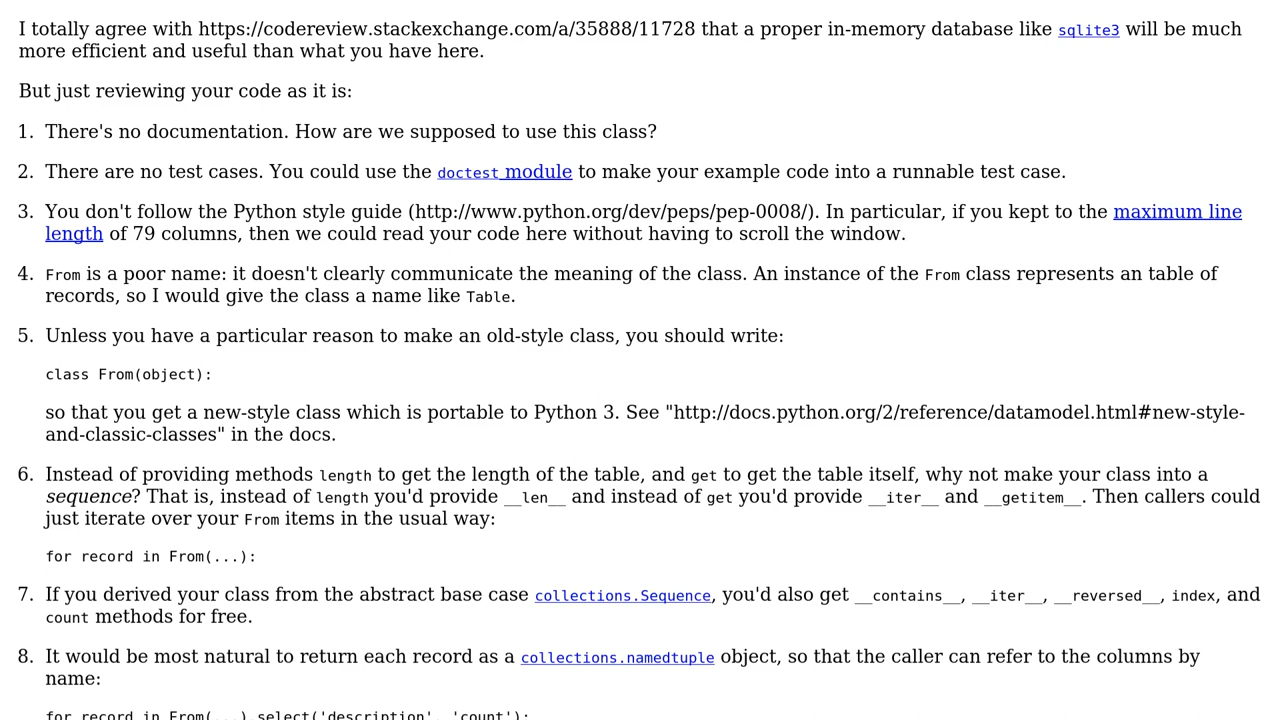 I totally agree with https://codereview.stackexchange.com/a/35888/11728 that a proper in-memory database like sqlite3 will be much
more efficient and useful than what you have here.
But just reviewing your code as it is:
1. There's no documentation. How are we supposed to use this class?
2. There are no test cases. You could use the doctest module to make your example code into a runnable test case.
3. You don't follow the Python style guide (http://www.python.org/dev/peps/pep-0008/). In particular, if you kept to the maximum line
length of 79 columns, then we could read your code here without having to scroll the window.
4. From is a poor name: it doesn't clearly communicate the meaning of the class. An instance of the From class represents an table of
records, so I would give the class a name like Table.
5. Unless you have a particular reason to make an old-style class, you should write:
class From(object):
so that you get a new-style class which is portable to Python 3. See "http://docs.python.org/2/reference/datamodel.html#new-style-
and-classic-classes" in the docs.
6. Instead of providing methods length to get the length of the table, and get to get the table itself, why not make your class into a
sequence? That is, instead of length you'd provide __len__ and instead of get you'd provide __iter__ and __getitem__. Then callers could
just iterate over your From items in the usual way:
for record in From(...):
7. If you derived your class from the abstract base case collections.Sequence, you'd also get __contains__, __iter__, __reversed__, index, and
count methods for free.
8. It would be most natural to return each record as a collections.namedtuple object, so that the caller can refer to the columns by
name:
for record in From(...).select('description', 'count'):